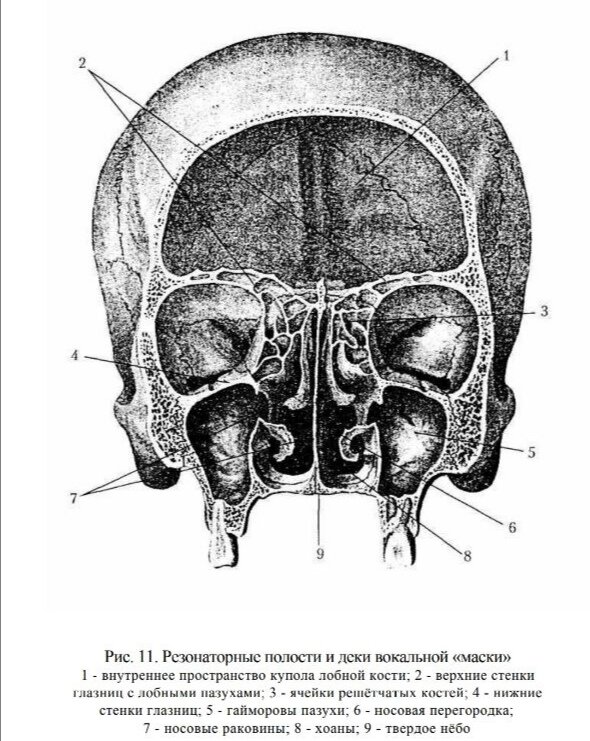 2
1
3
4
5
7
6
8
9
Рис. 11. Резонаторные полости и деки вокальной «маски»
1 - внутреннее пространство купола лобной кости; 2 - верхние стенки
глазниц с лобными пазухами; 3 - ячейки решётчатых костей; 4 - нижние
стенки глазниц; 5 - гайморовы пазухи; 6 - носовая перегородка;
7 - носовые раковины; 8 - хоаны; 9 - твердое нёбо